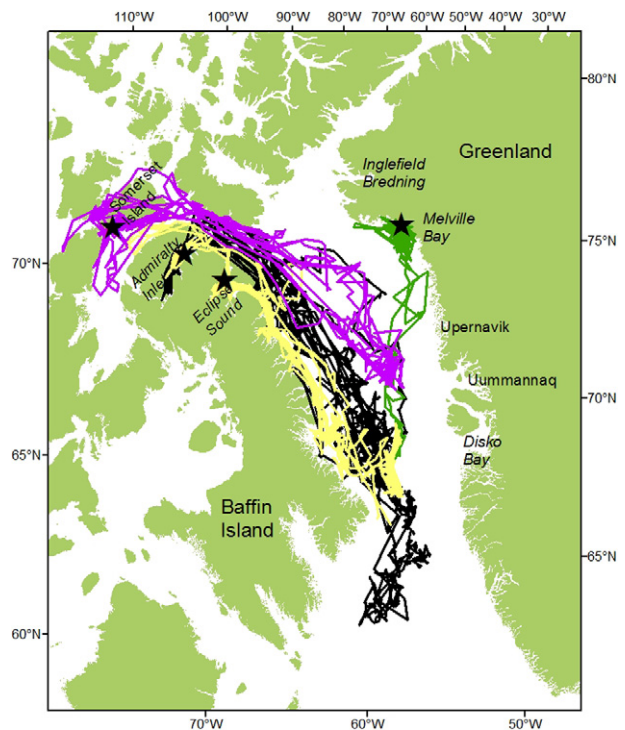 110°W 100°W 90°W 80°W 70°W 60°W 50°W 40°W 30°W
80°N
Greenland
Inglefield
Bredning
Melville
Bay
Somerset
Island
75°N
70°N
Admiralty
Inlet
Eclipse
Sound
Upernavik
Uummannaq
70°N
Disko
Bay
65°N
Baffin
Island
65°N
60°N
70°W 60°W 50°W